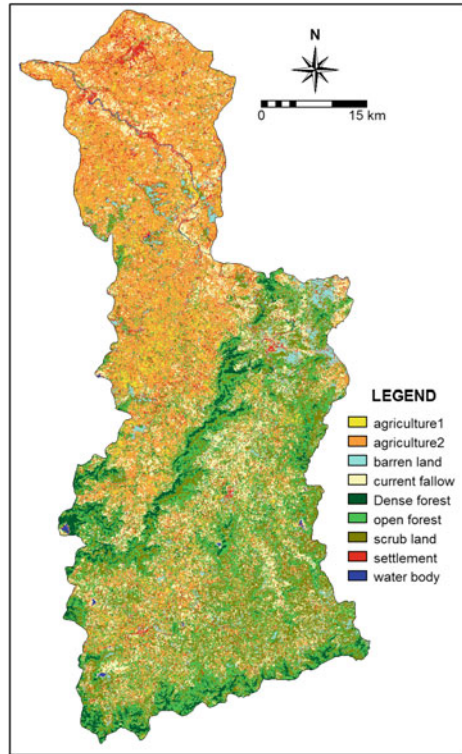 N
0 15 km
LEGEND
agriculture1
agriculture2
barren land
current fallow
Dense forest
open forest
scrub land
settlement
water body